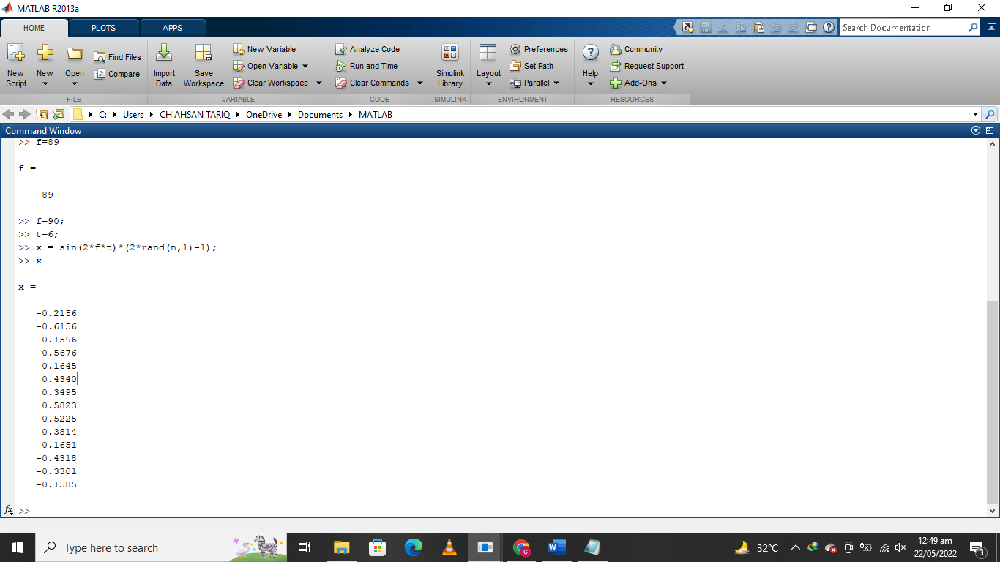 MATLAB R2013a
HOME PLOTS APPS
Search Documentation
New Script
New
Open
Find Files
Compare
FILE
Import Data
Save Workspace
New Variable
Open Variable
Clear Workspace
VARIABLE
Analyze Code
Run and Time
Clear Commands
CODE
Simulink Library
SIMULINK
Layout
Preferences
Set Path
Parallel
ENVIRONMENT
Help
Community
Request Support
Add-Ons
RESOURCES
C: Users CH AHSAN TARIQ OneDrive Documents MATLAB
Command Window
>> f=89
f =
89
>> f=90;
>> t=6;
>> x = sin(2*f*t)*(2*rand(n,1)-1);
>> x
x =
-0.2156
-0.6156
-0.1596
0.5676
0.1645
0.4340
0.3495
0.5823
-0.5225
-0.3814
0.1651
-0.4318
-0.3301
-0.1585
fx >>
Type here to search
C
W
32°C
12:49 am
22/05/2022
3